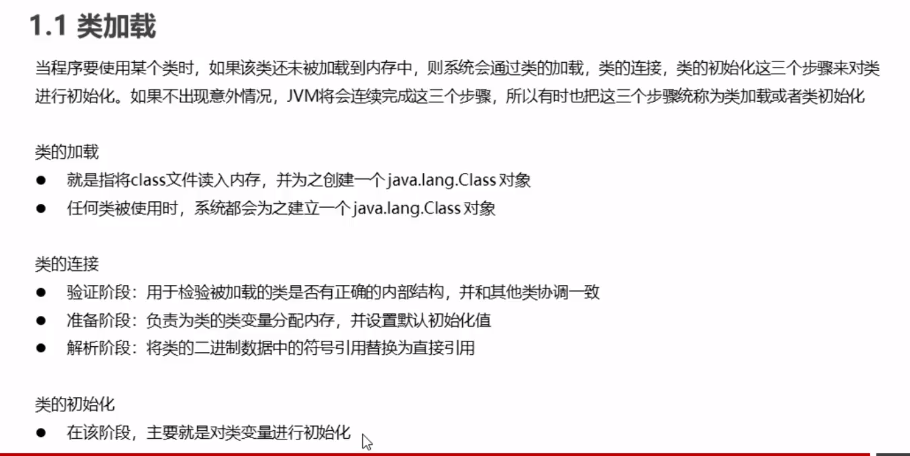 1.1 类加载
当程序要使用某个类时，如果该类还未被加载到内存中，则系统会通过类的加载，类的连接，类的初始化这三个步骤来对类
进行初始化。如果不出现意外情况，JVM将会连续完成这三个步骤，所以有时也把这三个步骤统称为类加载或者类初始化
类的加载
● 就是指将class文件读入内存，并为之创建一个 java.lang.Class 对象
● 任何类被使用时，系统都会为之建立一个 java.lang.Class 对象
类的连接
● 验证阶段：用于检验被加载的类是否有正确的内部结构，并和其他类协调一致
● 准备阶段：负责为类的类变量分配内存，并设置默认初始化值
● 解析阶段：将类的二进制数据中的符号引用替换为直接引用
类的初始化
● 在该阶段，主要就是对类变量进行初始化